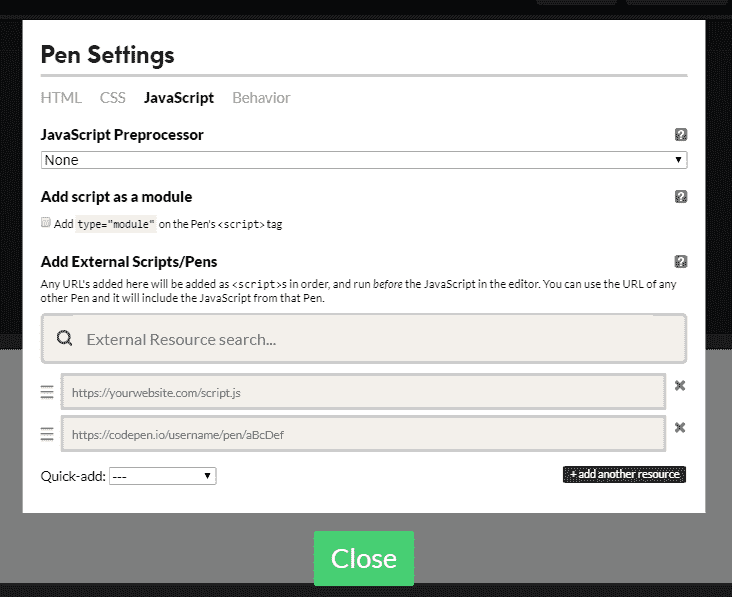 Pen Settings
HTML CSS JavaScript Behavior
JavaScript Preprocessor ?
None
Add script as a module ?
Add type="module" on the Pen's <script> tag
Add External Scripts/Pens ?
Any URL's added here will be added as <script>s in order, and run before the JavaScript in the editor. You can use the URL of any
other Pen and it will include the JavaScript from that Pen.
External Resource search...
https://yourwebsite.com/script.js
https://codepen.io/username/pen/aBcDef
Quick-add: --- + add another resource
Close